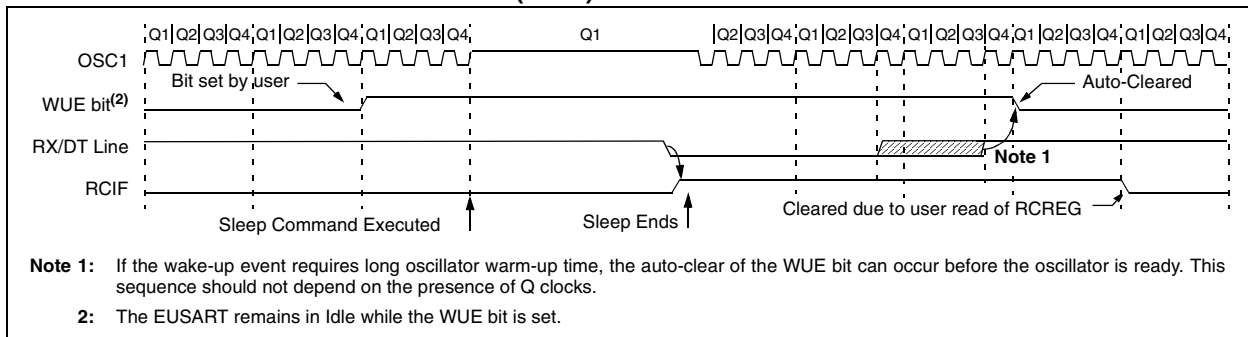 Q1 Q2 Q3 Q4 Q1 Q2 Q3 Q4 Q1 Q2 Q3 Q4 Q1 Q2 Q3 Q4 Q1 Q2 Q3 Q4 Q1 Q2 Q3 Q4 Q1 Q2 Q3 Q4 Q1 Q2 Q3 Q4
OSC1
Bit set by user
Auto-Cleared
WUE bit(2)
RX/DT Line
Note 1
RCIF
Cleared due to user read of RCREG
Sleep Command Executed
Sleep Ends
Note 1: If the wake-up event requires long oscillator warm-up time, the auto-clear of the WUE bit can occur before the oscillator is ready. This
sequence should not depend on the presence of Q clocks.
2: The EUSART remains in Idle while the WUE bit is set.